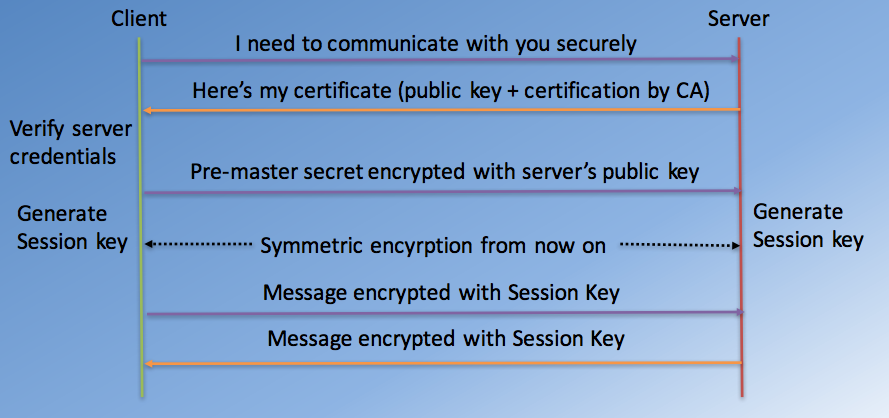 Client
Server
I need to communicate with you securely
Here's my certificate (public key + certification by CA)
Verify server
credentials
Pre-master secret encrypted with server's public key
Generate
Session key
Generate
Session key
Symmetric encyrption from now on
Message encrypted with Session Key
Message encrypted with Session Key